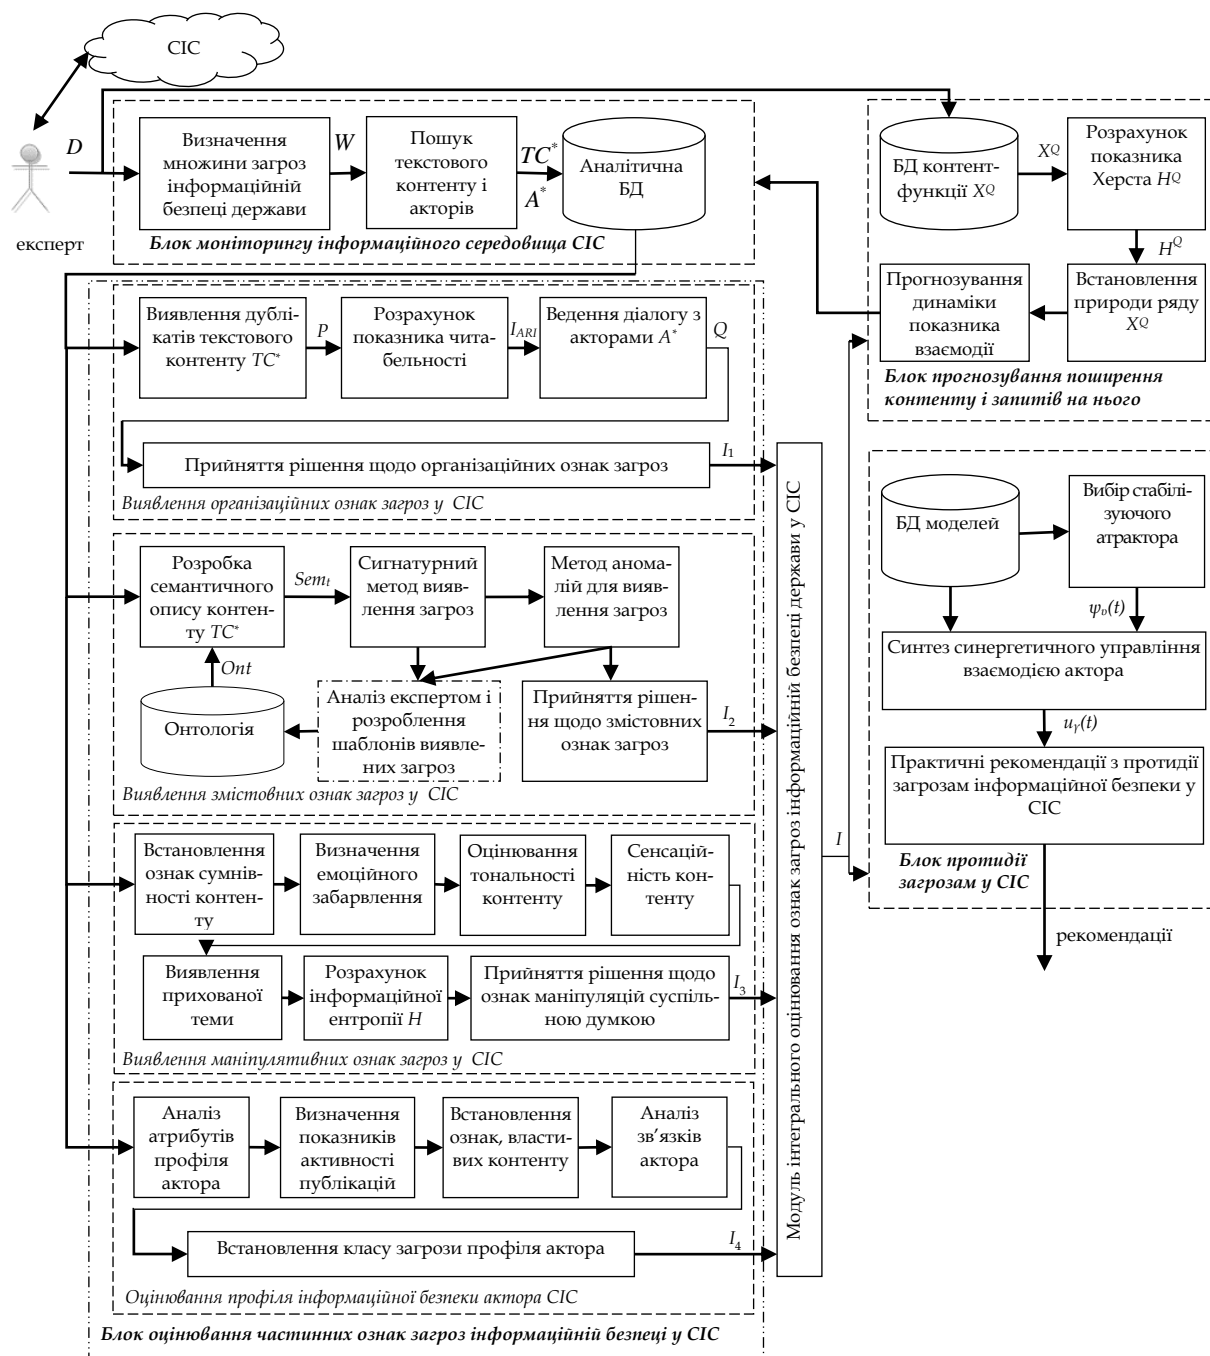 СІС
D
експерт
Визначення
множини загроз
інформаційній
безпеці держави
W
Пошук
текстового
контенту і
акторів
TC*
A*
Аналітична
БД
Блок моніторингу інформаційного середовища СІС
БД контент-
функції X^Q
X^Q
Розрахунок
показника
Херста H^Q
H^Q
Прогнозування
динаміки
показника
взаємодії
Встановлення
природи ряду
X^Q
Блок прогнозування поширення
контенту і запитів на нього
Виявлення дублі-
катів текстового
контенту TC*
P
Розрахунок
показника чита-
бельності
I_ARI
Ведення діалогу з
акторами A*
Q
Прийняття рішення щодо організаційних ознак загроз
I₁
Виявлення організаційних ознак загроз у СІС
Розробка
семантичного
опису контен-
ту TC*
Sem_t
Сигнатурний
метод вияв-
лення загроз
Метод анома-
лій для вияв-
лення загроз
Ont
Онтологія
Аналіз експертом і
розроблення
шаблонів виявле-
них загроз
Прийняття рішен-
ня щодо змістовних
ознак загроз
I₂
Виявлення змістовних ознак загроз у СІС
Встановлення
ознак сумнів-
ності контен-
ту
Визначення
емоційного
забарвлення
Оцінювання
тональності
контенту
Сенсацій-
ність кон-
тенту
Виявлення
прихованої
теми
Розрахунок
інформаційної
ентропії H
Прийняття рішення щодо
ознак маніпуляцій суспіль-
ною думкою
I₃
Виявлення маніпулятивних ознак загроз у СІС
Аналіз
атрибутів
профіля
актора
Визначення
показників
активності
публікацій
Встановлення
ознак, власти-
вих контенту
Аналіз
зв’язків
актора
Встановлення класу загрози профіля актора
I₄
Оцінювання профіля інформаційної безпеки актора СІС
Блок оцінювання частинних ознак загроз інформаційній безпеці у СІС
Модуль інтегрального оцінювання ознак загроз інформаційній безпеці держави у СІС
I
БД моделей
Вибір стабілі-
зуючого
атрактора
ψ_υ(t)
Синтез синергетичного управління
взаємодією актора
u_γ(t)
Практичні рекомендації з протидії
загрозам інформаційної безпеки у
СІС
Блок протидії
загрозам у СІС
рекомендації